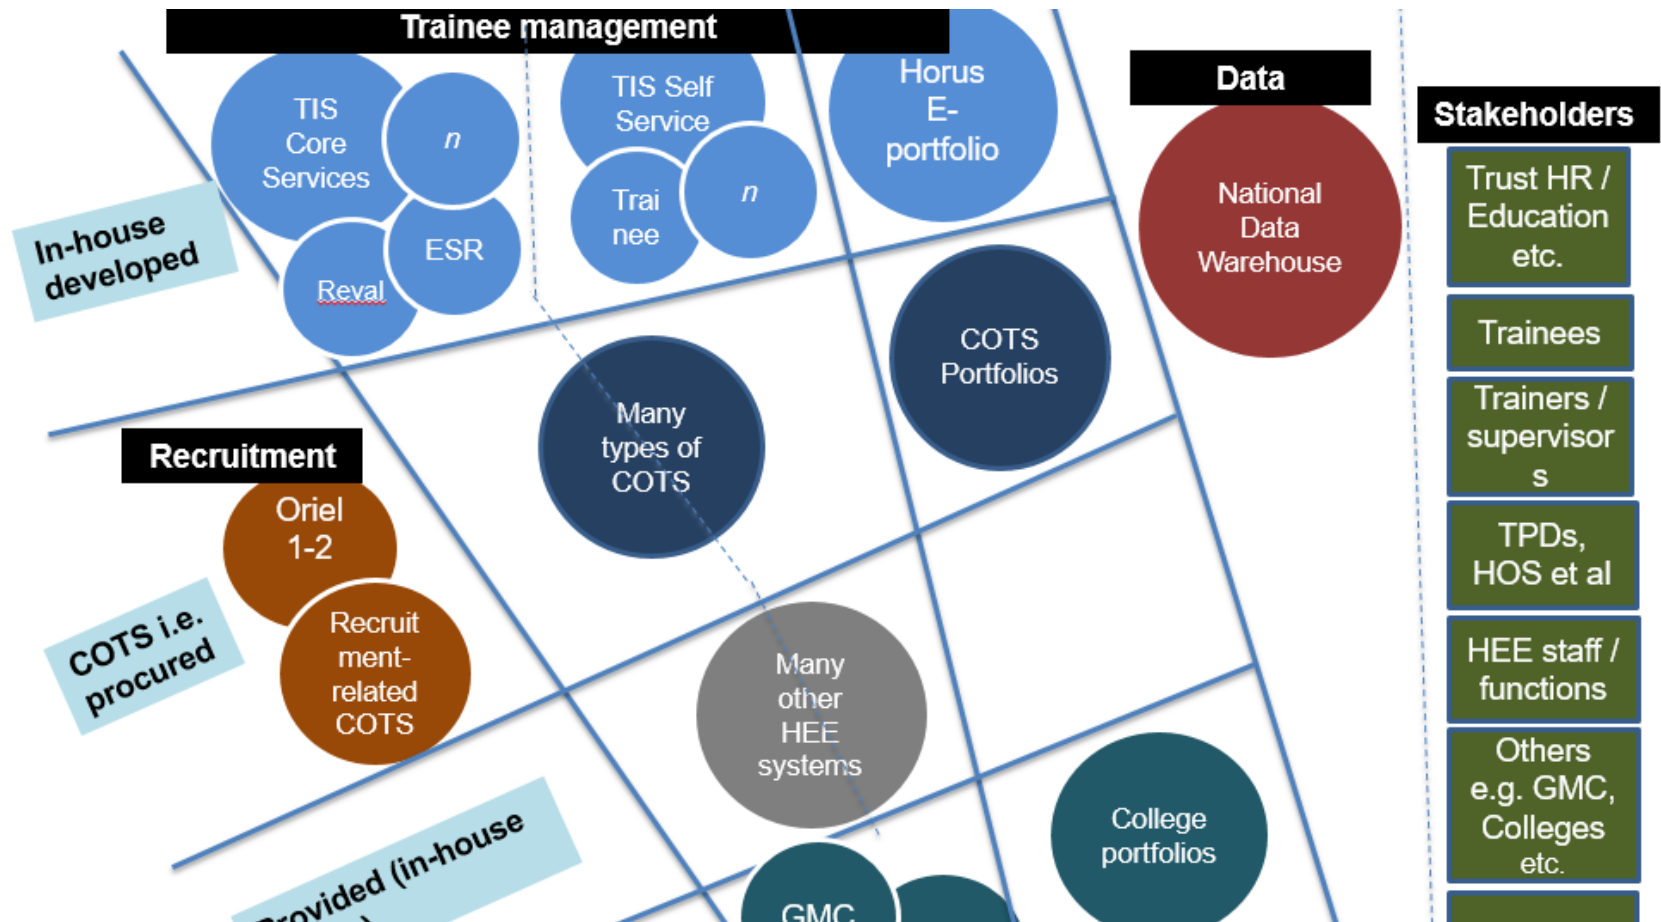 Trainee management
TIS
Core
Services
n
Reval
ESR
TIS Self
Service
Trai
nee
n
Horus
E-
portfolio
Data
National
Data
Warehouse
Stakeholders
Trust HR /
Education
etc.
Trainees
Trainers /
supervisor
s
TPDs,
HOS et al
HEE staff /
functions
Others
e.g. GMC,
Colleges
etc.
In-house
developed
COTS
Portfolios
Many
types of
COTS
Recruitment
Oriel
1-2
Recruit
ment-
related
COTS
COTS i.e.
procured
Many
other
HEE
systems
College
portfolios
Provided (in-house
GMC